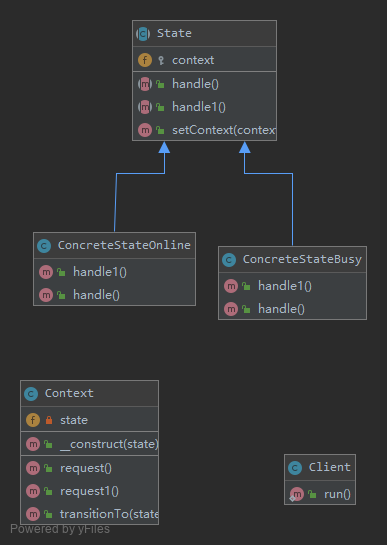 State
context
handle()
handle1()
setContext(contex
ConcreteStateOnline
handle1()
handle()
ConcreteStateBusy
handle1()
handle()
Context
state
__construct(state)
request()
request1()
transitionTo(state
Client
run()
Powered by yFiles